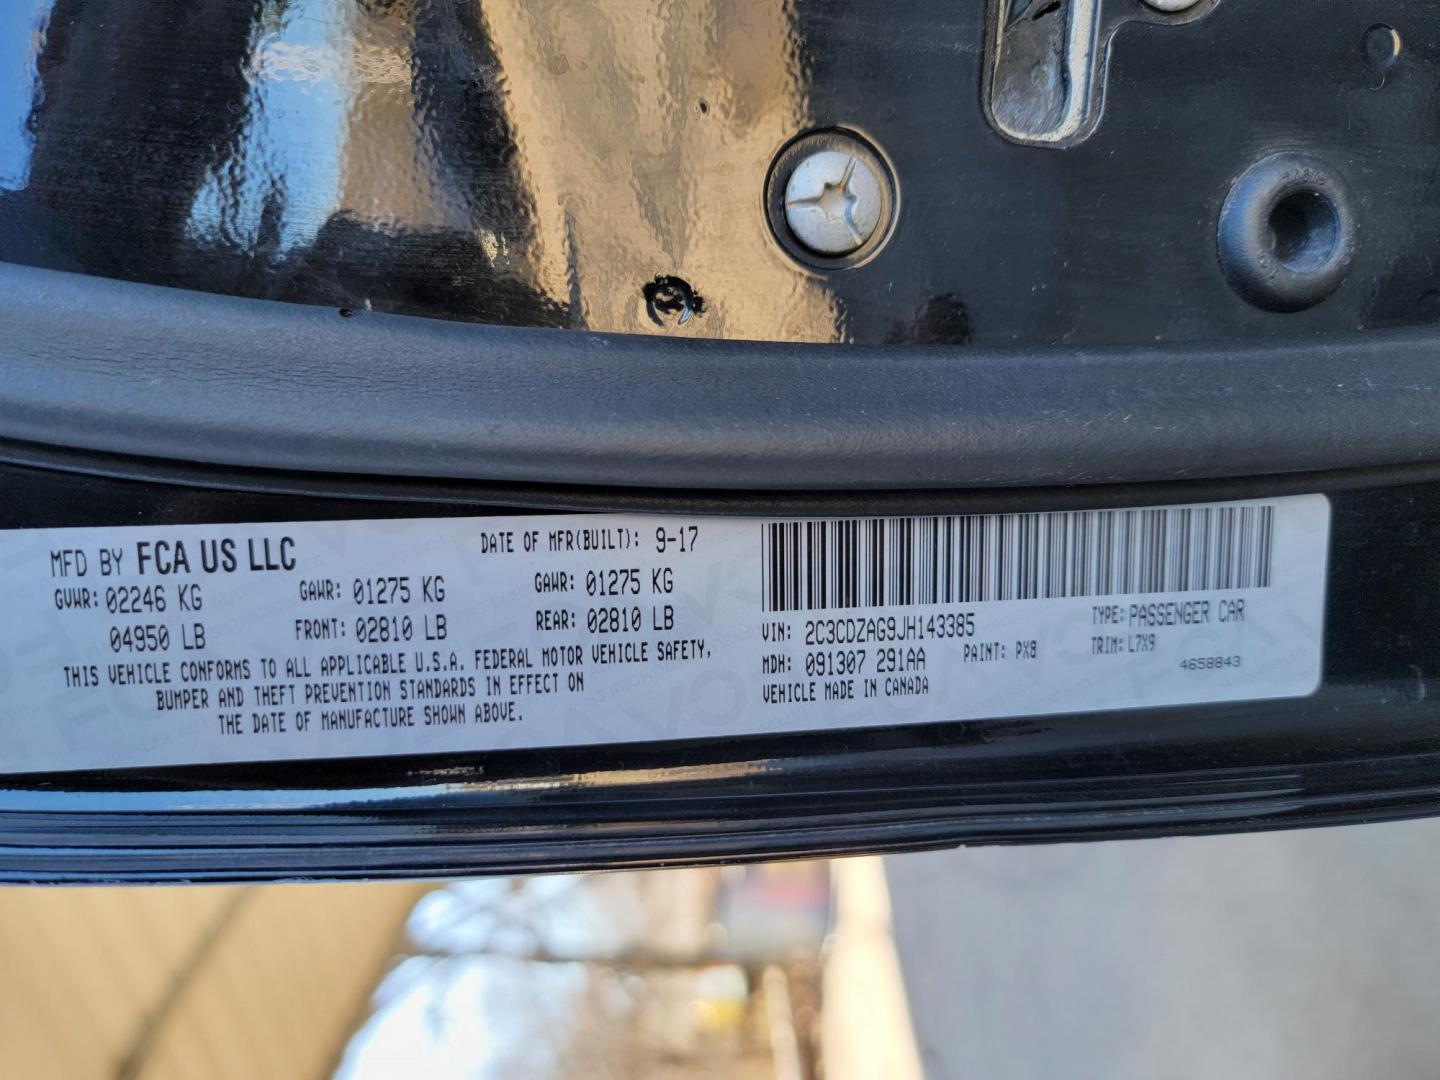 MFD BY FCA US LLC DATE OF MFR(BUILT): 9-17
GVWR: 02246 KG GAWR: 01275 KG GAWR: 01275 KG
04950 LB FRONT: 02810 LB REAR: 02810 LB
THIS VEHICLE CONFORMS TO ALL APPLICABLE U.S.A. FEDERAL MOTOR VEHICLE SAFETY,
BUMPER AND THEFT PREVENTION STANDARDS IN EFFECT ON
THE DATE OF MANUFACTURE SHOWN ABOVE.
VIN: 2C3CDZAG9JH143385 TYPE: PASSENGER CAR
MDH: 091307 291AA PAINT: PX8 TRIM: L7X9
VEHICLE MADE IN CANADA 4658843